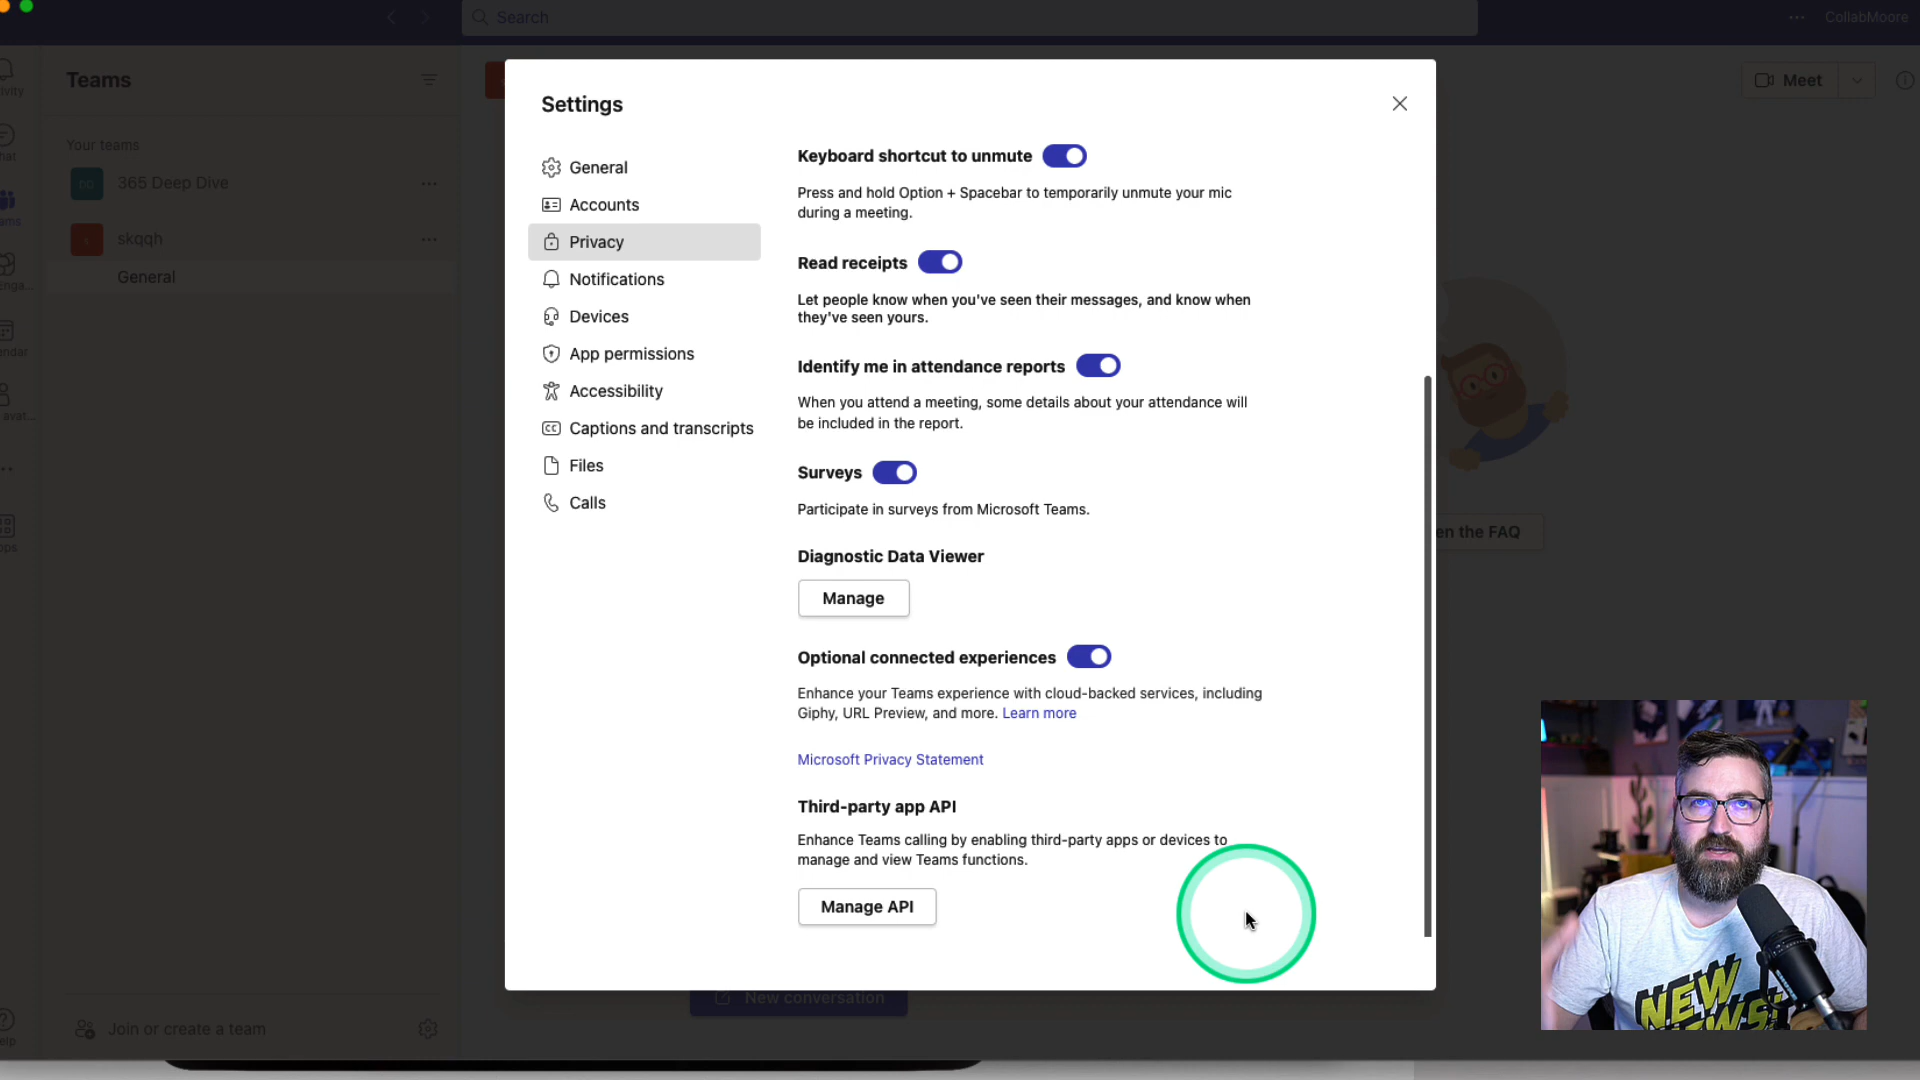 Search
CollabMoore
Teams
Meet
Your teams
365 Deep Dive
skqqh
General
Join or create a team
New conversation
Settings
General
Accounts
Privacy
Notifications
Devices
App permissions
Accessibility
Captions and transcripts
Files
Calls
Keyboard shortcut to unmute
Press and hold Option + Spacebar to temporarily unmute your mic
during a meeting.
Read receipts
Let people know when you've seen their messages, and know when
they've seen yours.
Identify me in attendance reports
When you attend a meeting, some details about your attendance will
be included in the report.
Surveys
Participate in surveys from Microsoft Teams.
Diagnostic Data Viewer
Manage
Optional connected experiences
Enhance your Teams experience with cloud-backed services, including
Giphy, URL Preview, and more. Learn more
Microsoft Privacy Statement
Third-party app API
Enhance Teams calling by enabling third-party apps or devices to
manage and view Teams functions.
Manage API
en the FAQ
NEW
NEWS